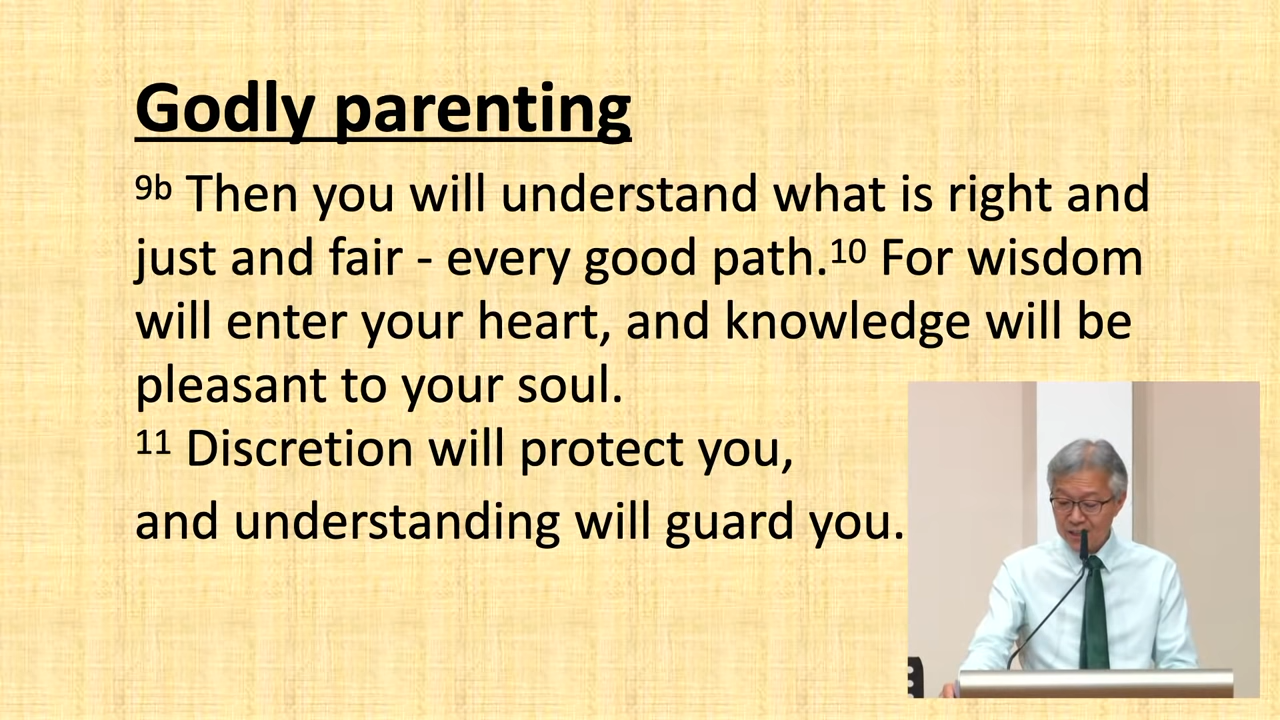 Godly parenting
9b Then you will understand what is right and
just and fair - every good path.10 For wisdom
will enter your heart, and knowledge will be
pleasant to your soul.
11 Discretion will protect you,
and understanding will guard you.